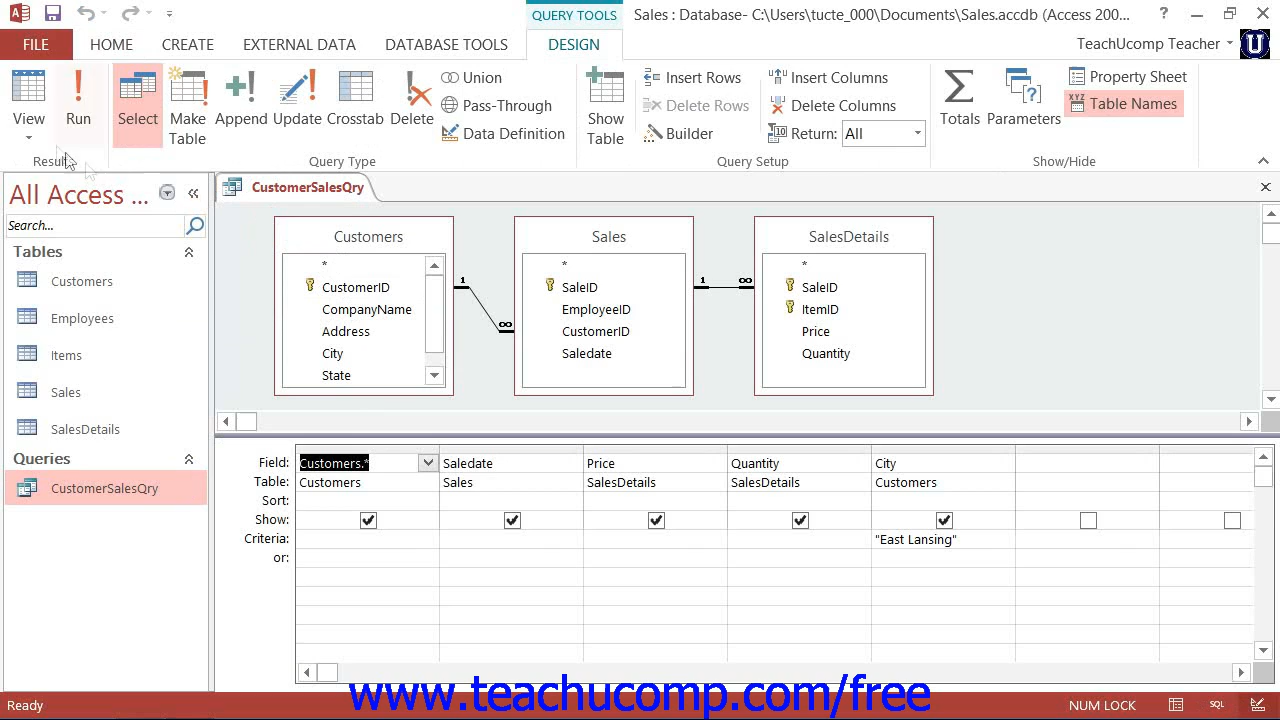 QUERY TOOLS
Sales : Database- C:\Users\tucte_000\Documents\Sales.accdb (Access 200...
?
FILE
HOME
CREATE
EXTERNAL DATA
DATABASE TOOLS
DESIGN
TeachUcomp Teacher
View
Run
Select
Make Table
Append
Update
Crosstab
Delete
Union
Pass-Through
Data Definition
Show Table
Insert Rows
Delete Rows
Builder
Insert Columns
Delete Columns
Return: All
Totals
Parameters
Property Sheet
XYZ Table Names
Results
Query Type
Query Setup
Show/Hide
All Access ...
Search...
Tables
Customers
Employees
Items
Sales
SalesDetails
Queries
CustomerSalesQry
CustomerSalesQry
Customers
*
CustomerID
CompanyName
Address
City
State
1
∞
Sales
*
SaleID
EmployeeID
CustomerID
Saledate
1
∞
SalesDetails
*
SaleID
ItemID
Price
Quantity
Field: Customers.* Saledate Price Quantity City
Table: Customers Sales SalesDetails SalesDetails Customers
Sort:
Show:
Criteria: "East Lansing"
or:
www.teachucomp.com/free
Ready
NUM LOCK
SQL